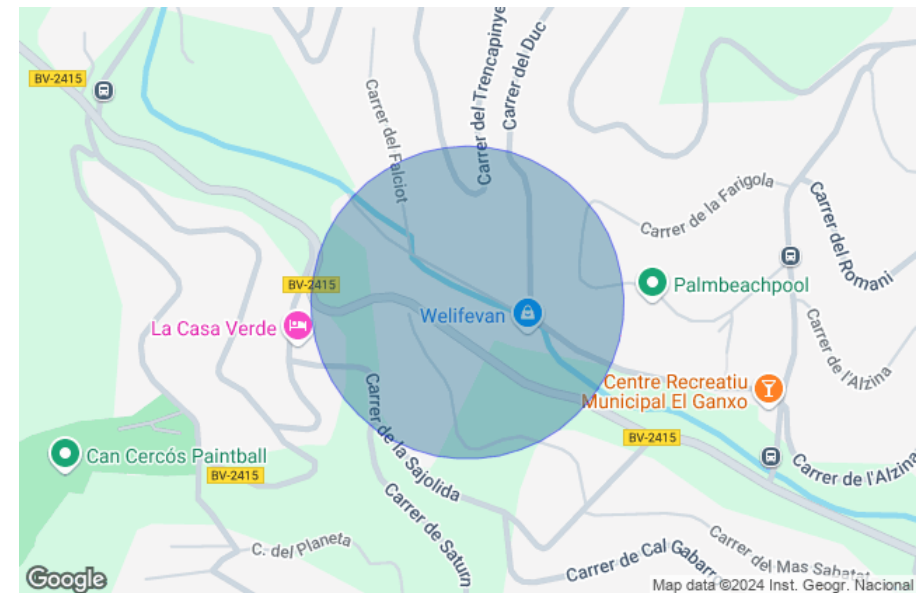 BV-2415
Carrer del Falciot
Carrer del Trencapinye
Carrer del Duc
Carrer de la Farigola
Carrer del Romaní
BV-2415
Palmbeachpool
Welifevan
La Casa Verde
Carrer de l'Alzina
Centre Recreatiu
Municipal El Ganxo
Carrer de la Sajolida
BV-2415
Can Cercós Paintball
BV-2415
Carrer de l'Alzina
Carrer de Saturn
C. del Planeta
Carrer de Cal Gabarro
Carrer del Mas Sabatet
Google
Map data ©2024 Inst. Geogr. Nacional